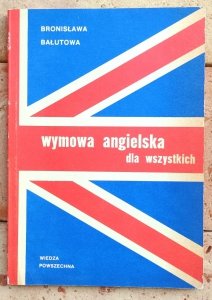 BRONISŁAWA
BAŁUTOWA
wymowa angielska
dla wszystkich
WIEDZA
POWSZECHNA